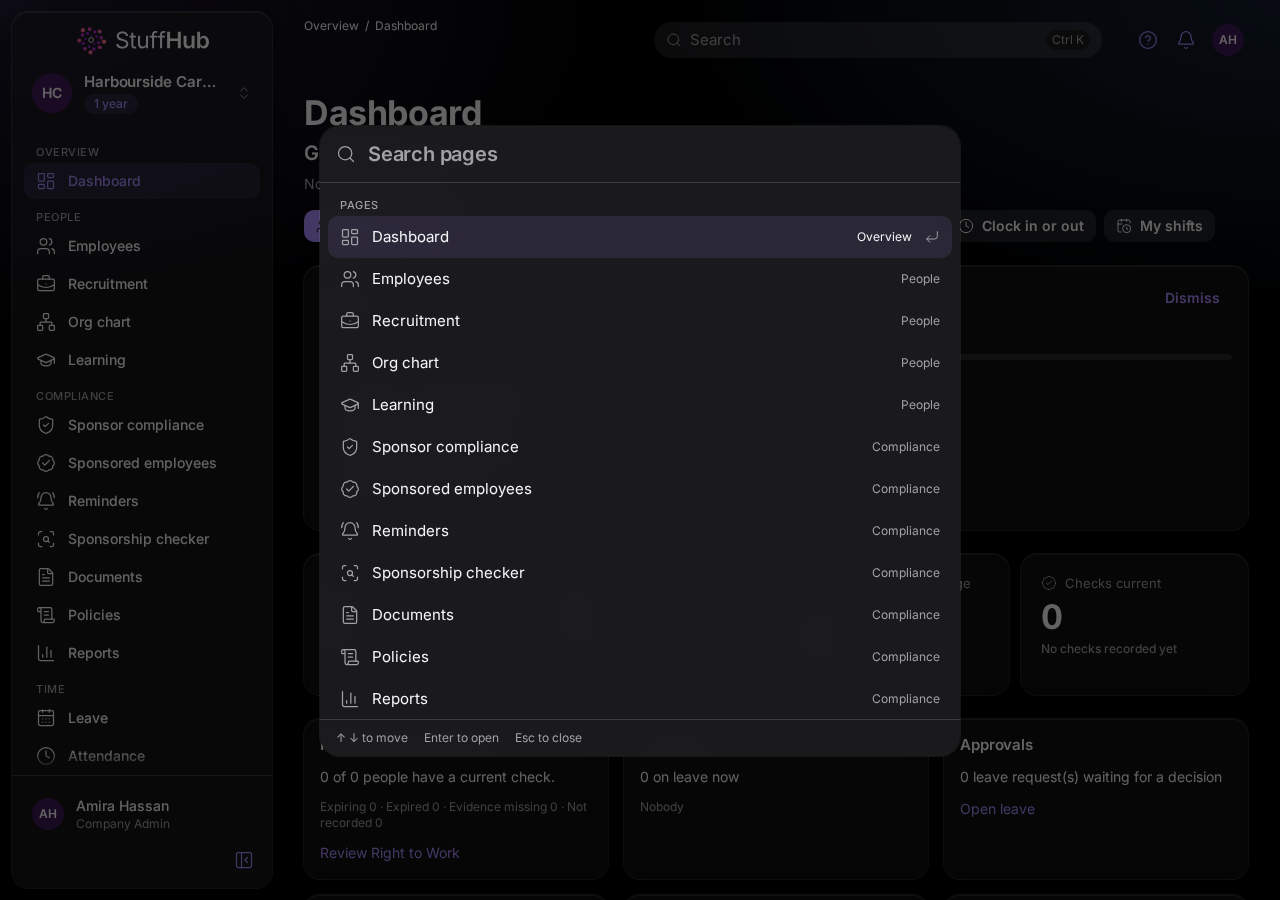 StuffHub
HC
Harbourside Car...
1 year
OVERVIEW
Dashboard
PEOPLE
Employees
Recruitment
Org chart
Learning
COMPLIANCE
Sponsor compliance
Sponsored employees
Reminders
Sponsorship checker
Documents
Policies
Reports
TIME
Leave
Attendance
AH
Amira Hassan
Company Admin
Overview / Dashboard
Search
Ctrl K
AH
Dashboard
Clock in or out
My shifts
Dismiss
Search pages
PAGES
Dashboard Overview
Employees People
Recruitment People
Org chart People
Learning People
Sponsor compliance Compliance
Sponsored employees Compliance
Reminders Compliance
Sponsorship checker Compliance
Documents Compliance
Policies Compliance
Reports Compliance
↑ ↓ to move Enter to open Esc to close
Checks current
0
No checks recorded yet
0 of 0 people have a current check.
Expiring 0 · Expired 0 · Evidence missing 0 · Not
recorded 0
Review Right to Work
0 on leave now
Nobody
Approvals
0 leave request(s) waiting for a decision
Open leave